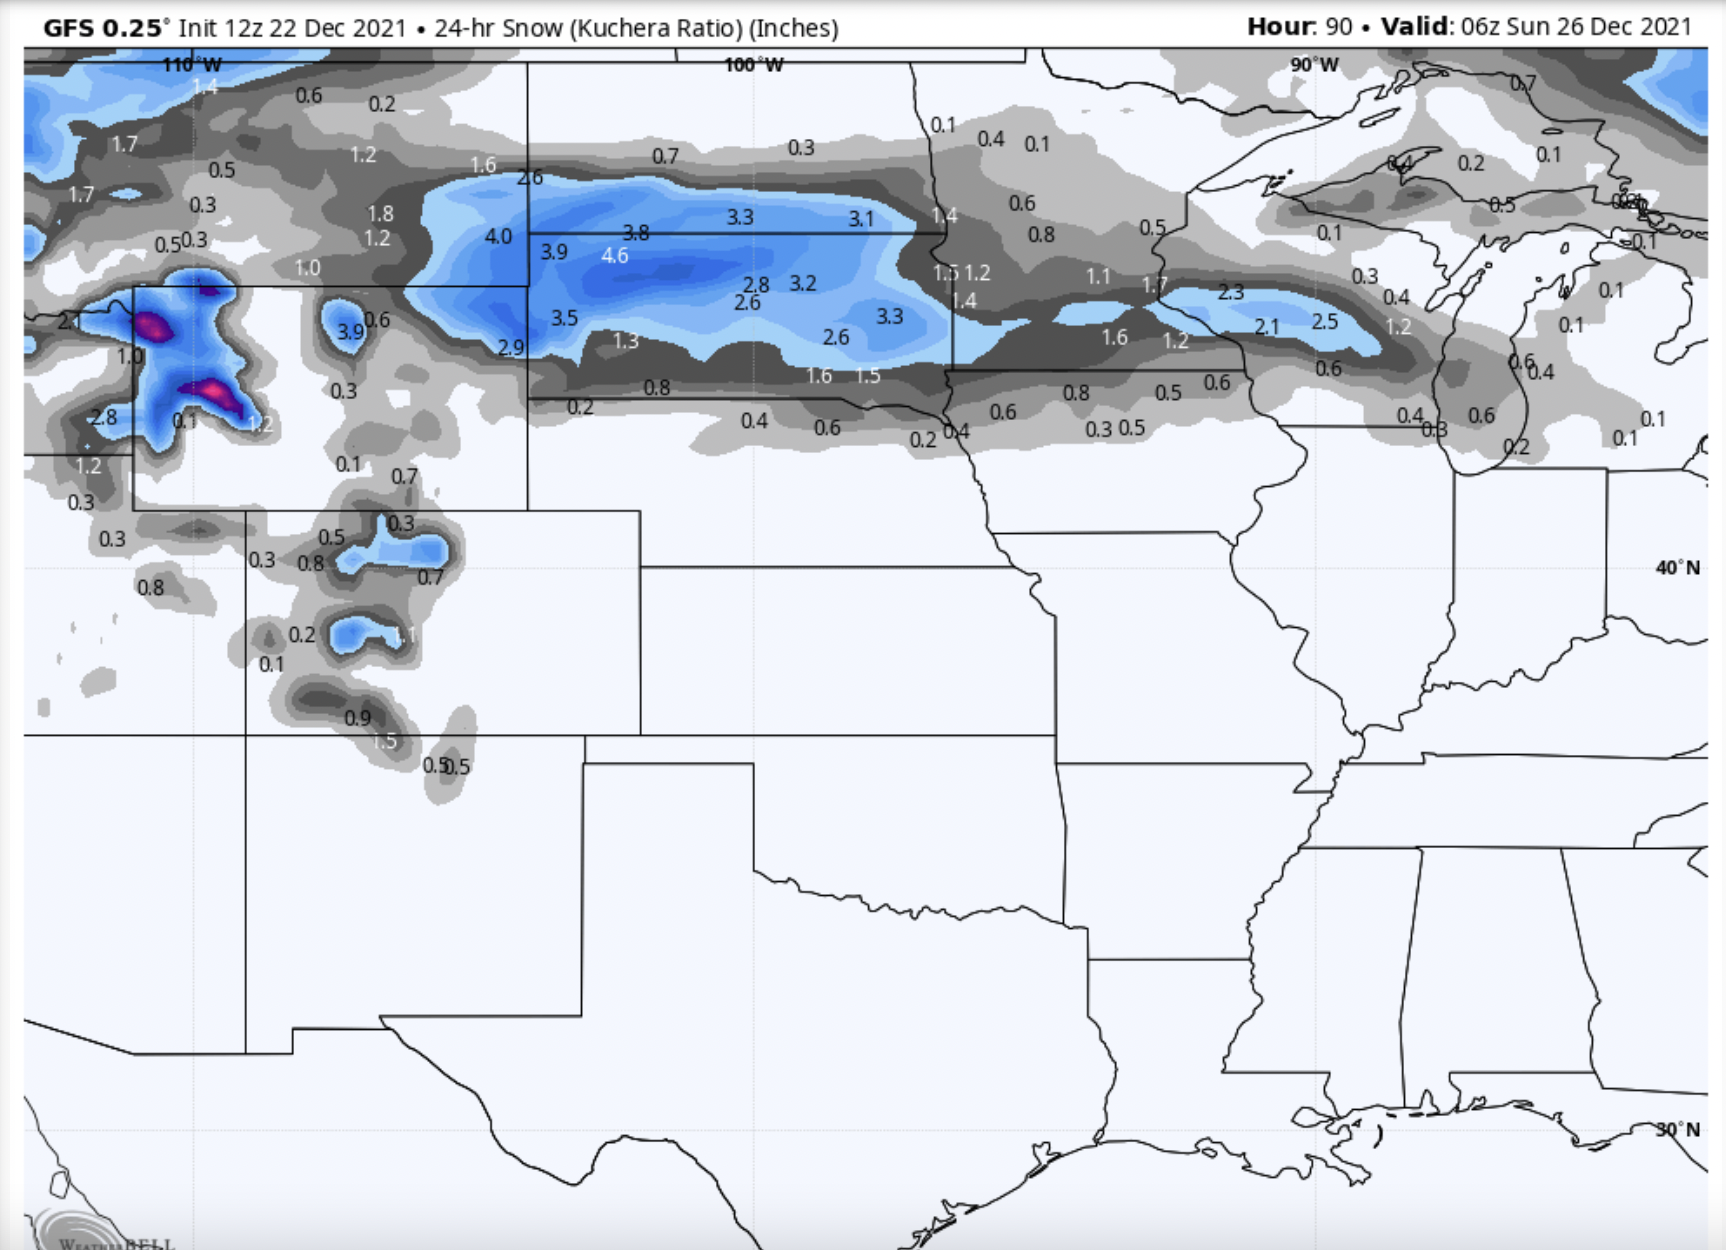 GFS 0.25° Init 12z 22 Dec 2021 • 24-hr Snow (Kuchera Ratio) (Inches)
Hour: 90 • Valid: 06z Sun 26 Dec 2021
110°W 100°W 90°W
1.4 0.6 0.2 0.7
0.1 0.4 0.1
1.7 1.2 1.6 0.7 0.3 0.4 0.2 0.1
0.5 2.6
1.7 0.3 1.8 3.3 3.1 1.4 0.6 0.5
0.5 0.3 1.2 4.0 3.8 0.8 0.5 0.1 0.1
3.9 4.6
1.0 2.8 3.2 1.5 1.2 1.1 1.7 0.3
2.6 1.4 2.3 0.4 0.1
2.1 3.9 0.6 3.5 3.3 2.1 2.5 1.2 0.1
1.0 2.9 1.3 2.6 1.6 1.2
0.3 0.8 1.6 1.5 0.8 0.5 0.6 0.6 0.6 0.4
2.8 0.1 1.2 0.2 0.4 0.6 0.6 0.4 0.6 0.1
0.2 0.4 0.3 0.5 0.3 0.2 0.1
1.2 0.1 0.7
0.3 0.3
0.3 0.5
0.3 0.8 0.7 40°N
0.8
0.2 1.1
0.1
0.9
1.5
0.5 0.5
30°N
WEATHERBELL